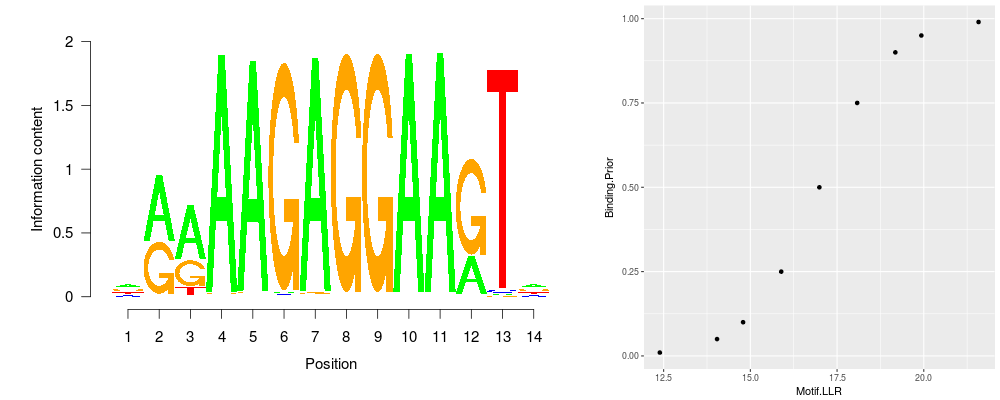 2
1.5
1
0.5
0
Information content
A G A G T A A G A G G A A G A T
1 2 3 4 5 6 7 8 9 10 11 12 13 14
Position
1.00
0.75
0.50
0.25
0.00
Binding.Prior
12.5 15.0 17.5 20.0
Motif.LLR